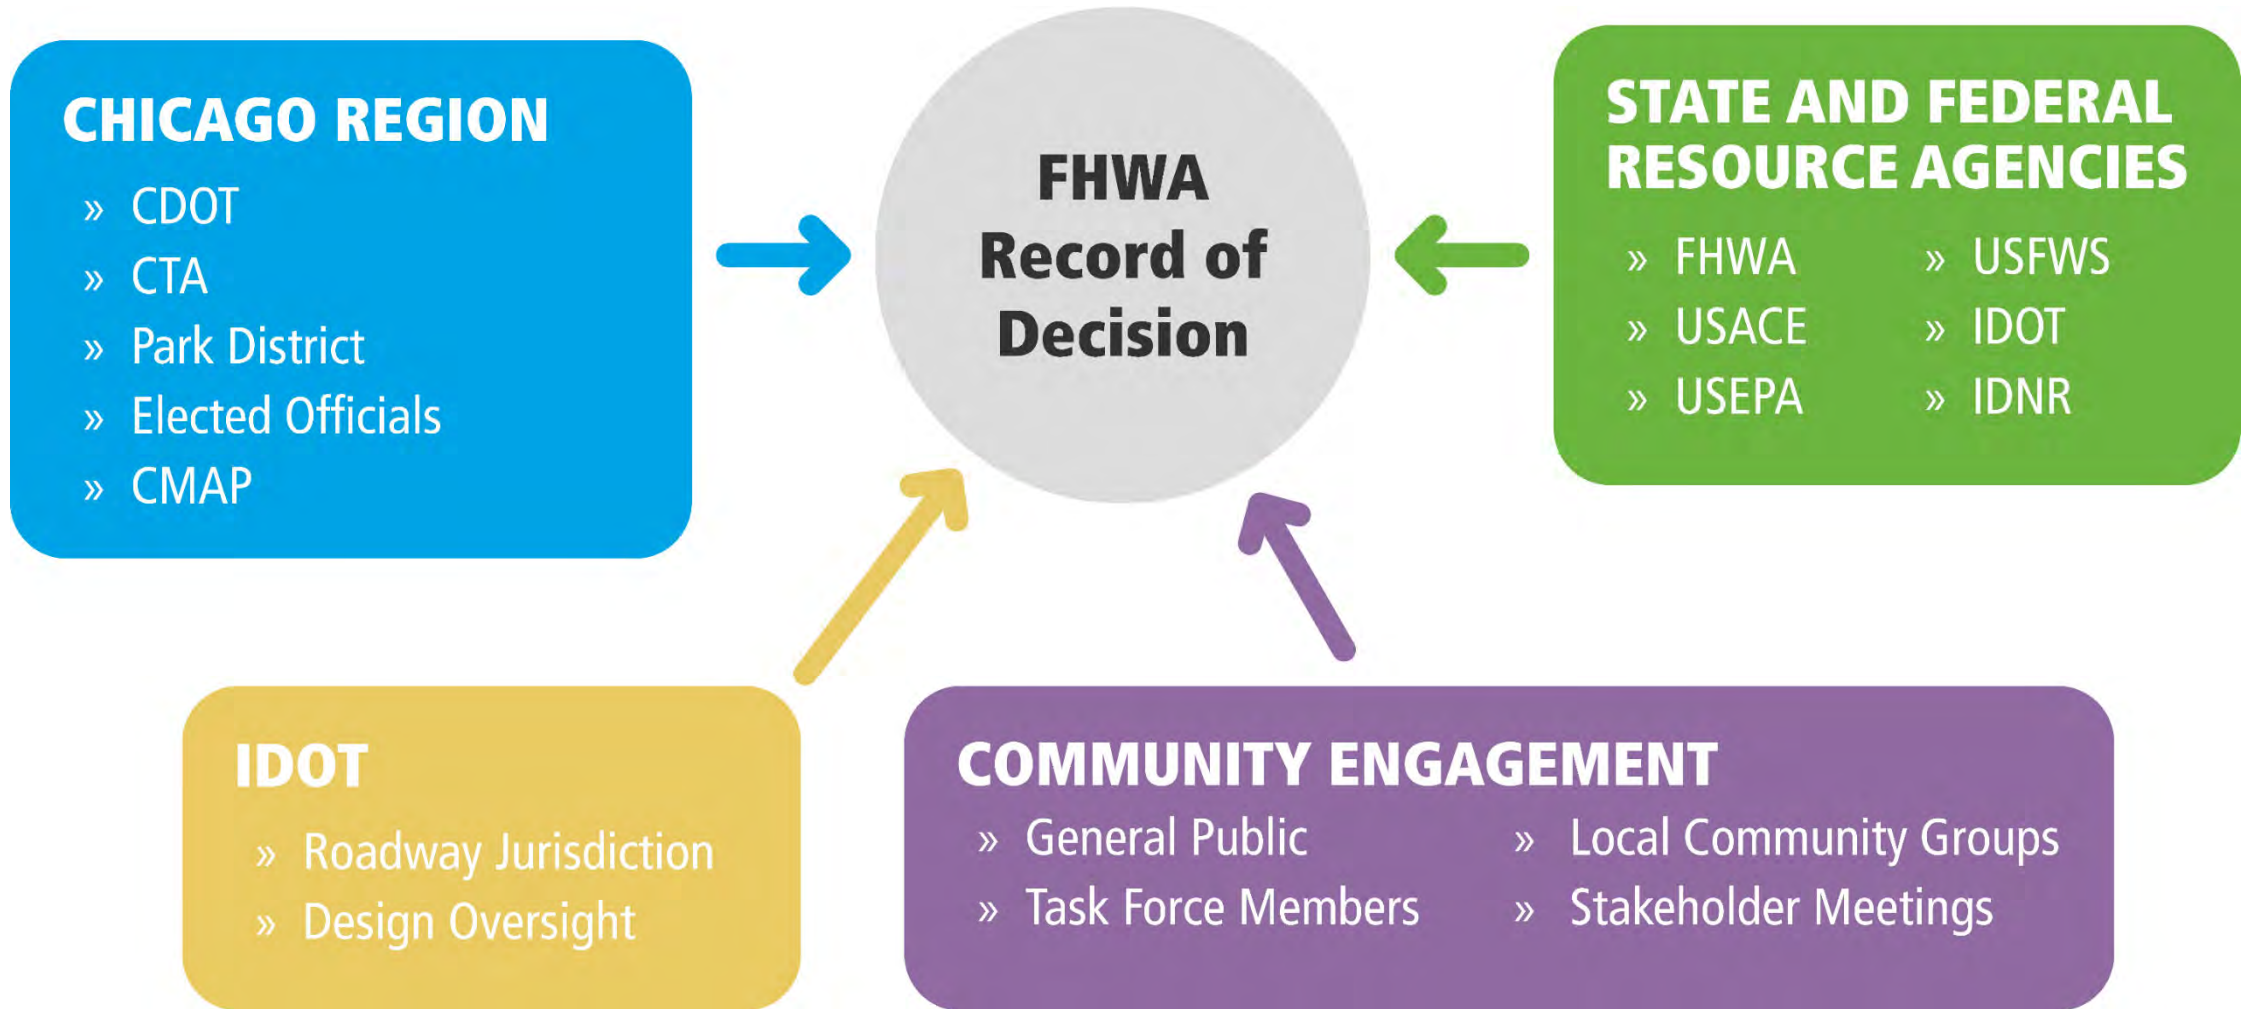 CHICAGO REGION
» CDOT
» CTA
» Park District
» Elected Officials
» CMAP
FHWA
Record of
Decision
STATE AND FEDERAL
RESOURCE AGENCIES
» FHWA
» USACE
» USEPA
» USFWS
» IDOT
» IDNR
IDOT
» Roadway Jurisdiction
» Design Oversight
COMMUNITY ENGAGEMENT
» General Public
» Task Force Members
» Local Community Groups
» Stakeholder Meetings